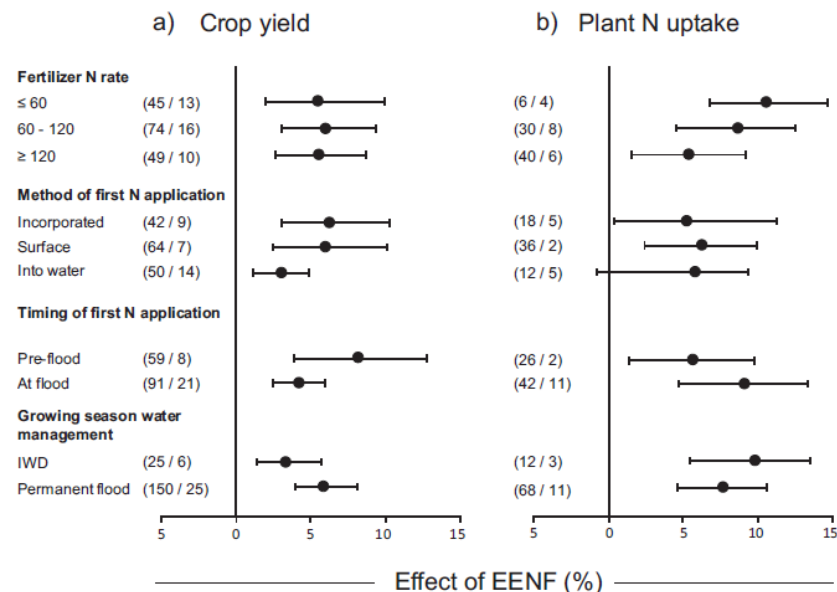 a) Crop yield b) Plant N uptake
Fertilizer N rate
≤ 60 (45 / 13) (6 / 4)
60 - 120 (74 / 16) (30 / 8)
≥ 120 (49 / 10) (40 / 6)
Method of first N application
Incorporated (42 / 9) (18 / 5)
Surface (64 / 7) (36 / 2)
Into water (50 / 14) (12 / 5)
Timing of first N application
Pre-flood (59 / 8) (26 / 2)
At flood (91 / 21) (42 / 11)
Growing season water
management
IWD (25 / 6) (12 / 3)
Permanent flood (150 / 25) (68 / 11)
5 0 5 10 15 5 0 5 10 15
Effect of EENF (%)